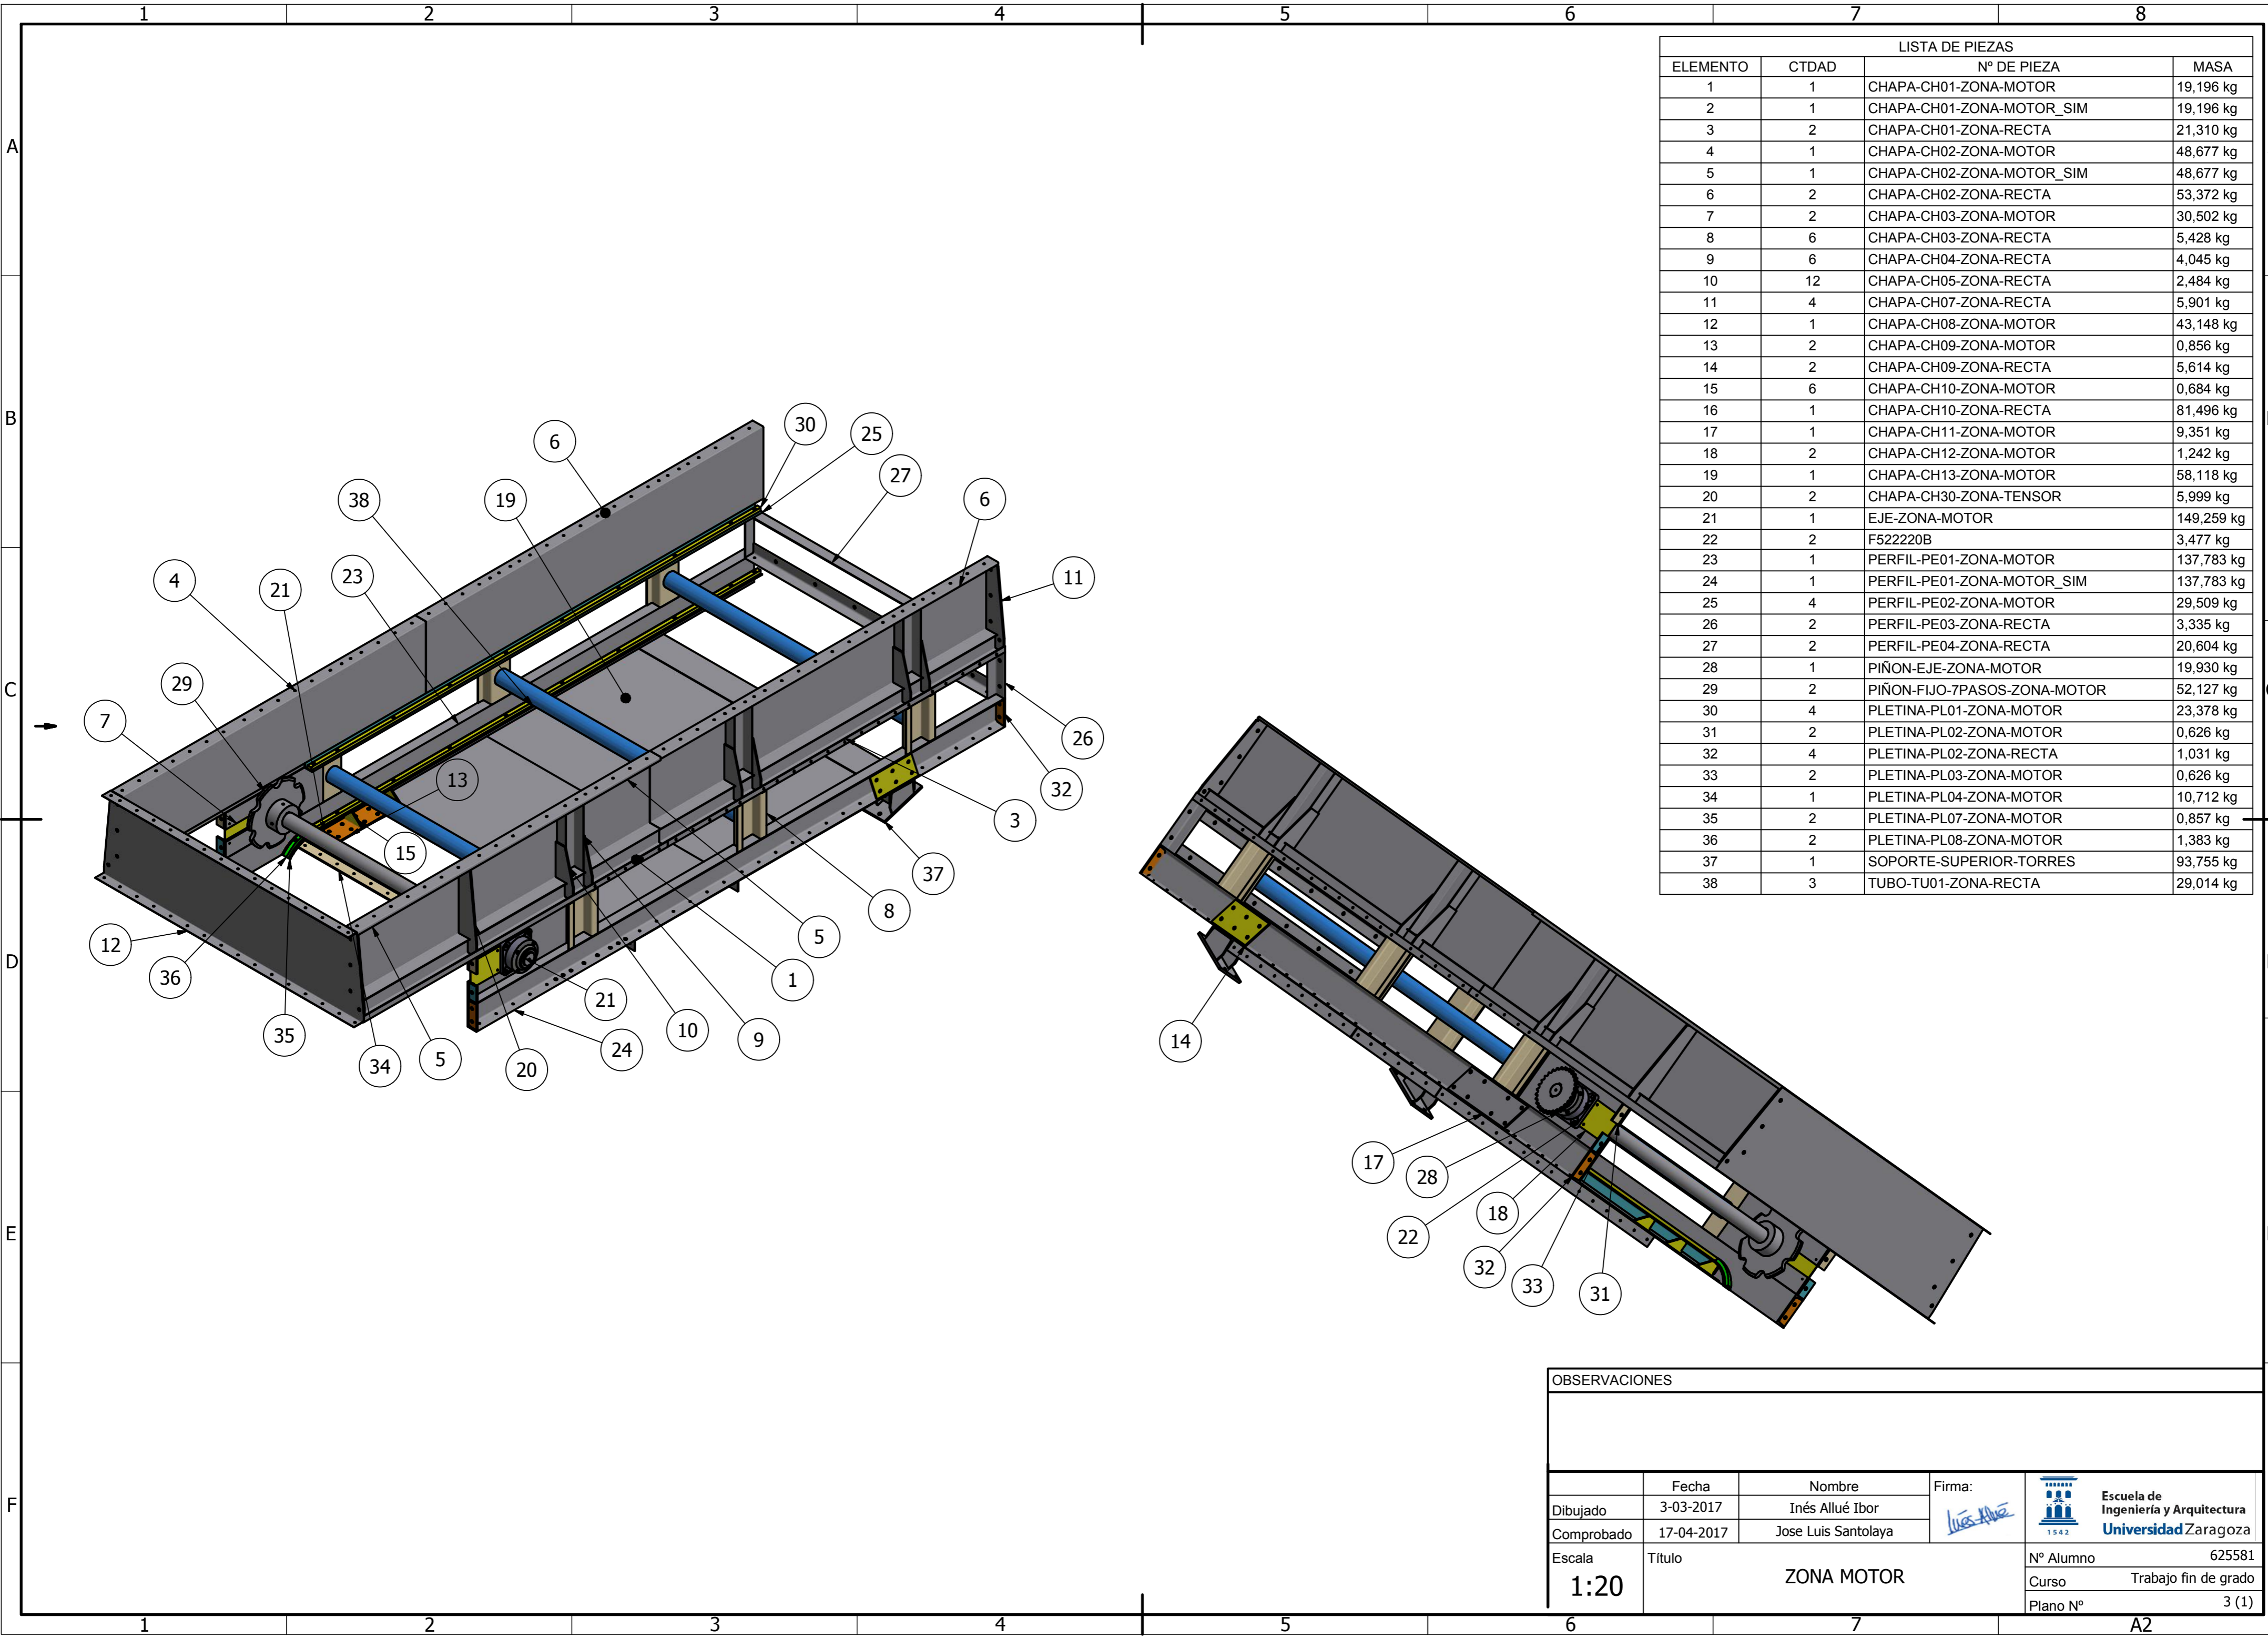 1 2 3 4 5 6 7 8
LISTA DE PIEZAS
ELEMENTO CTDAD Nº DE PIEZA MASA
1 1 CHAPA-CH01-ZONA-MOTOR 19,196 kg
2 1 CHAPA-CH01-ZONA-MOTOR_SIM 19,196 kg
3 2 CHAPA-CH01-ZONA-RECTA 21,310 kg
4 1 CHAPA-CH02-ZONA-MOTOR 48,677 kg
5 1 CHAPA-CH02-ZONA-MOTOR_SIM 48,677 kg
6 2 CHAPA-CH02-ZONA-RECTA 53,372 kg
7 2 CHAPA-CH03-ZONA-MOTOR 30,502 kg
8 6 CHAPA-CH03-ZONA-RECTA 5,428 kg
9 6 CHAPA-CH04-ZONA-RECTA 4,045 kg
10 12 CHAPA-CH05-ZONA-RECTA 2,484 kg
11 4 CHAPA-CH07-ZONA-RECTA 5,901 kg
12 1 CHAPA-CH08-ZONA-MOTOR 43,148 kg
13 2 CHAPA-CH09-ZONA-MOTOR 0,856 kg
14 2 CHAPA-CH09-ZONA-RECTA 5,614 kg
15 6 CHAPA-CH10-ZONA-MOTOR 0,684 kg
16 1 CHAPA-CH10-ZONA-RECTA 81,496 kg
17 1 CHAPA-CH11-ZONA-MOTOR 9,351 kg
18 2 CHAPA-CH12-ZONA-MOTOR 1,242 kg
19 1 CHAPA-CH13-ZONA-MOTOR 58,118 kg
20 2 CHAPA-CH30-ZONA-TENSOR 5,999 kg
21 1 EJE-ZONA-MOTOR 149,259 kg
22 2 F522220B 3,477 kg
23 1 PERFIL-PE01-ZONA-MOTOR 137,783 kg
24 1 PERFIL-PE01-ZONA-MOTOR_SIM 137,783 kg
25 4 PERFIL-PE02-ZONA-MOTOR 29,509 kg
26 2 PERFIL-PE03-ZONA-RECTA 3,335 kg
27 2 PERFIL-PE04-ZONA-RECTA 20,604 kg
28 1 PIÑON-EJE-ZONA-MOTOR 19,930 kg
29 2 PIÑON-FIJO-7PASOS-ZONA-MOTOR 52,127 kg
30 4 PLETINA-PL01-ZONA-MOTOR 23,378 kg
31 2 PLETINA-PL02-ZONA-MOTOR 0,626 kg
32 4 PLETINA-PL02-ZONA-RECTA 1,031 kg
33 2 PLETINA-PL03-ZONA-MOTOR 0,626 kg
34 1 PLETINA-PL04-ZONA-MOTOR 10,712 kg
35 2 PLETINA-PL07-ZONA-MOTOR 0,857 kg
36 2 PLETINA-PL08-ZONA-MOTOR 1,383 kg
37 1 SOPORTE-SUPERIOR-TORRES 93,755 kg
38 3 TUBO-TU01-ZONA-RECTA 29,014 kg
A
B
C
D
E
F
6
30
25
38
19
27
6
4
21
23
11
29
7
13
26
32
15
3
37
8
5
12
36
1
21
10
9
35
34
5
20
24
14
17
28
18
22
32
33
31
OBSERVACIONES
Fecha Nombre Firma:
Dibujado 3-03-2017 Inés Allué Ibor
Inés Allué
Comprobado 17-04-2017 Jose Luis Santolaya
1542
Escuela de
Ingeniería y Arquitectura
Universidad Zaragoza
Escala
1:20
Título
ZONA MOTOR
Nº Alumno 625581
Curso Trabajo fin de grado
Plano Nº 3 (1)
1 2 3 4 5 6 7 A2